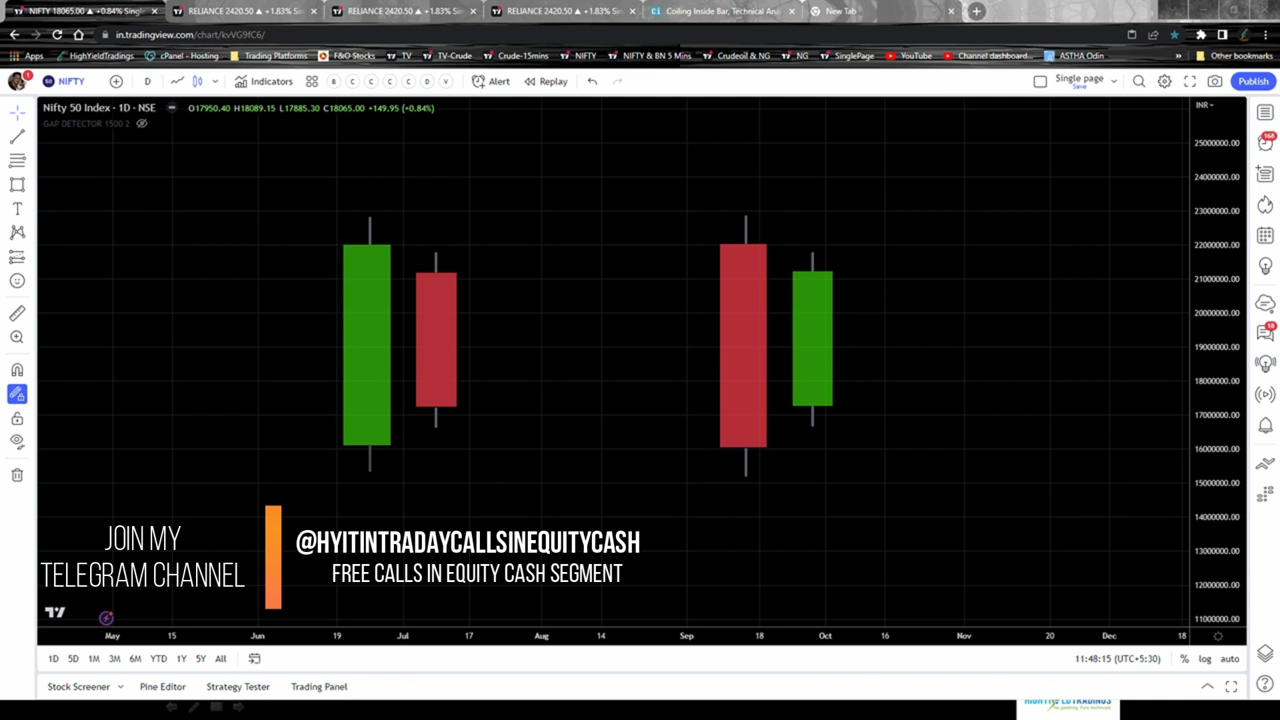 NIFTY 18065.00 ▲ +0.84% Singl
RELIANCE 2420.50 ▲ +1.83% Si
RELIANCE 2420.50 ▲ +1.83% Si
RELIANCE 2420.50 ▲ +1.83% Si
Coiling Inside Bar, Technical An
New Tab
in.tradingview.com/chart/kvVG9fC6/
Apps
HighYieldTradings
cPanel - Hosting
Trading Platforms
F&O Stocks
TV
TV-Crude
Crude-15mins
NIFTY
NIFTY & BN 5 Mins
Crudeoil & NG
NG
SinglePage
YouTube
Channel dashboard...
ASTHA Odin
»
Other bookmarks
1
50 NIFTY
D
Indicators
B C C C D V
Alert
Replay
Single page
Save
Publish
Nifty 50 Index · 1D · NSE
O17950.40 H18089.15 L17885.30 C18065.00 +149.95 (+0.84%)
GAP DETECTOR 1500 2
INR
25000000.00
24000000.00
23000000.00
22000000.00
21000000.00
20000000.00
19000000.00
18000000.00
17000000.00
16000000.00
15000000.00
14000000.00
13000000.00
12000000.00
11000000.00
168
18
JOIN MY
TELEGRAM CHANNEL
@HYITINTRADAYCALLSINEQUITYCASH
FREE CALLS IN EQUITY CASH SEGMENT
May 15 Jun 19 Jul 17 Aug 14 Sep 18 Oct 16 Nov 20 Dec 18
1D 5D 1M 3M 6M YTD 1Y 5Y All
11:48:15 (UTC+5:30)
% log auto
Stock Screener
Pine Editor
Strategy Tester
Trading Panel